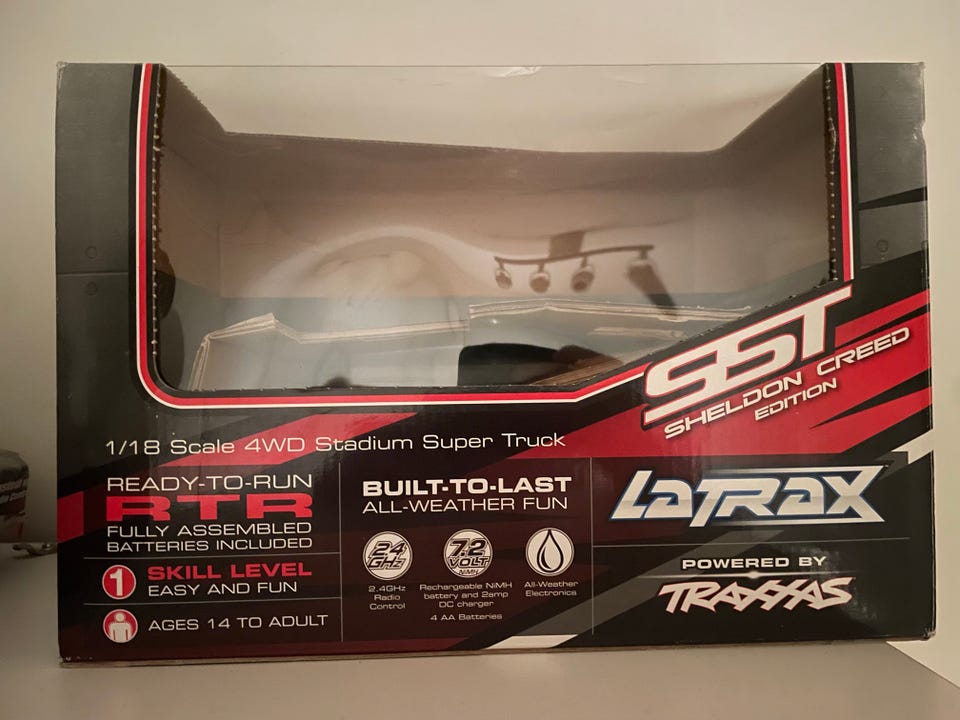 SST
SHELDON CREED
EDITION
1/18 Scale 4WD Stadium Super Truck
READY-TO-RUN
RTR
FULLY ASSEMBLED
BATTERIES INCLUDED
1 SKILL LEVEL
EASY AND FUN
AGES 14 TO ADULT
BUILT-TO-LAST
ALL-WEATHER FUN
2.4
GHz
2.4GHz
Radio
Control
7.2
VOLT
NiMH
Rechargeable NiMH
battery and 2amp
DC charger
4 AA Batteries
All-Weather
Electronics
LATRAX
POWERED BY
TRAXXAS